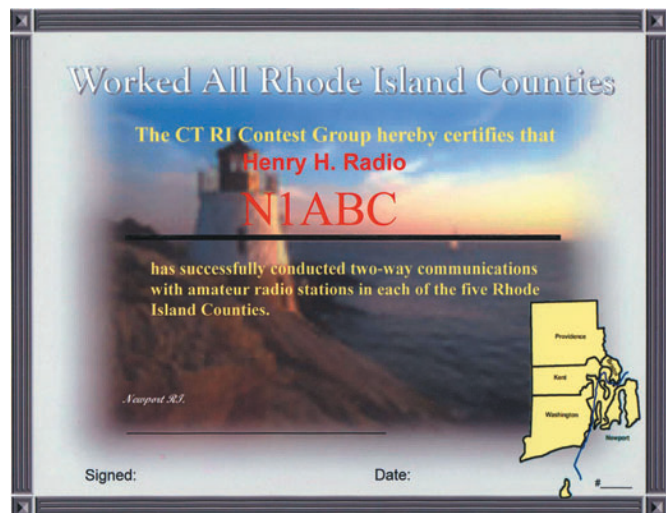 Worked All Rhode Island Counties
The CT RI Contest Group hereby certifies that
Henry H. Radio
N1ABC
has successfully conducted two-way communications
with amateur radio stations in each of the five Rhode
Island Counties.
Providence
Kent
Washington
Newport
Newport RI.
Signed:
Date:
#